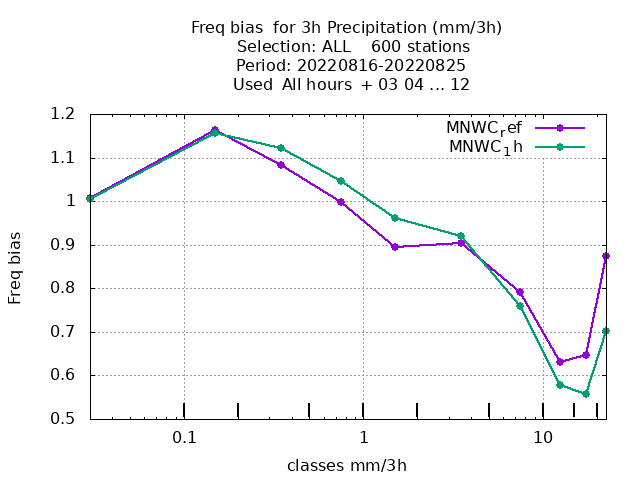 Freq bias  for 3h Precipitation (mm/3h)
Selection: ALL    600 stations
Period: 20220816-20220825
Used  All hours  + 03 04 ... 12
MNWCref
MNWC1h
1.2
1.1
1
0.9
0.8
0.7
0.6
0.5
Freq bias
0.1
1
10
classes mm/3h